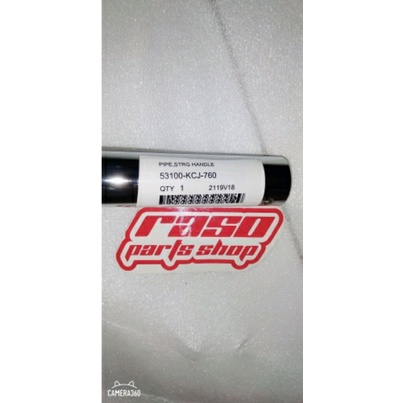 PIPE,STRG HANDLE
53100-KCJ-760
QTY 1 2119V18
raso
parts shop
CAMERA360